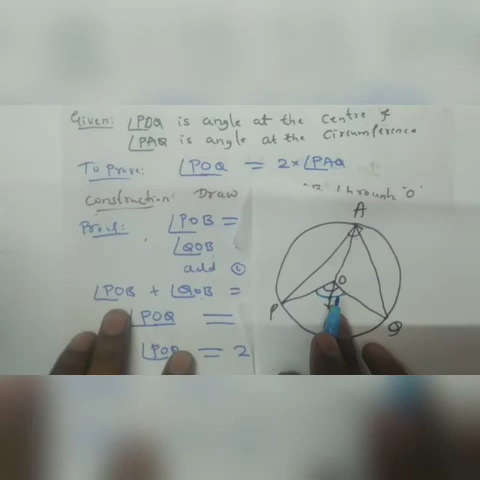 Given: ∠POQ is angle at the Centre &
∠PAQ is angle at the Circumference
To Prove: ∠POQ = 2×∠PAQ
Construction: Draw through "O"
Proof: ∠POB =
∠QOB
add
∠POB + ∠QOB =
∠POQ =
∠POQ = 2
A
O
P
Q